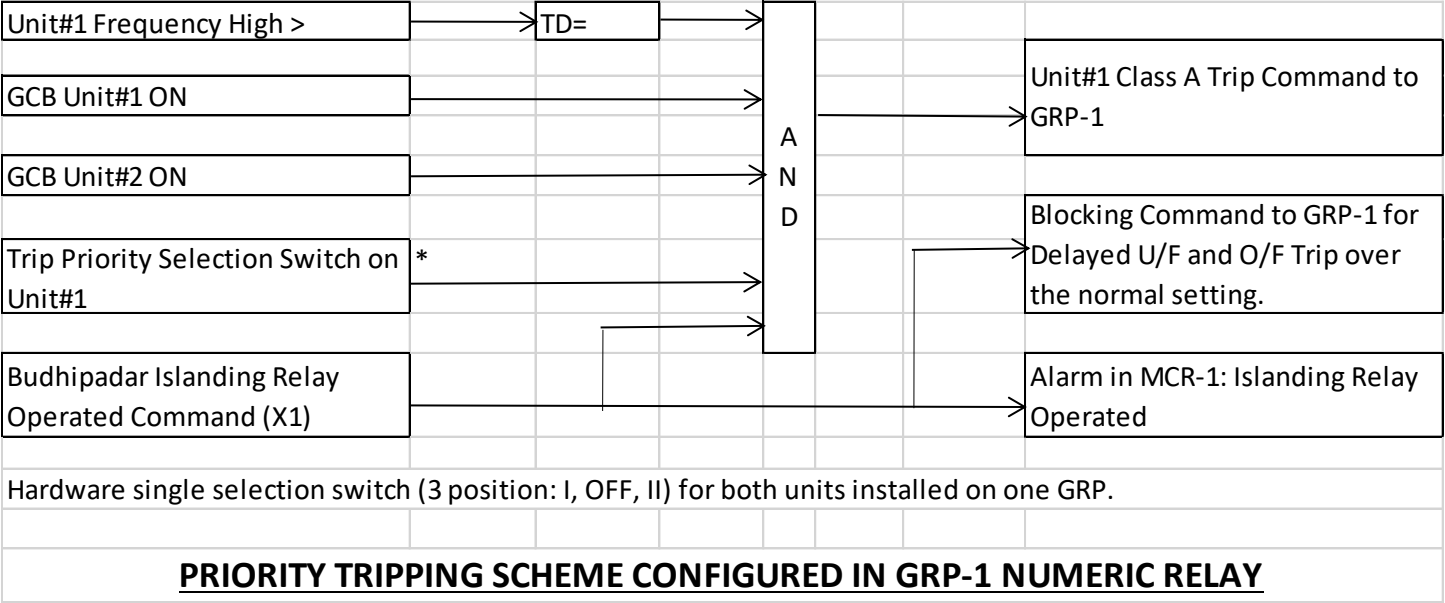 Unit#1 Frequency High >
TD=
GCB Unit#1 ON
GCB Unit#2 ON
Trip Priority Selection Switch on
Unit#1
*
Budhipadar Islanding Relay
Operated Command (X1)
A
N
D
Unit#1 Class A Trip Command to
GRP-1
Blocking Command to GRP-1 for
Delayed U/F and O/F Trip over
the normal setting.
Alarm in MCR-1: Islanding Relay
Operated
Hardware single selection switch (3 position: I, OFF, II) for both units installed on one GRP.
PRIORITY TRIPPING SCHEME CONFIGURED IN GRP-1 NUMERIC RELAY